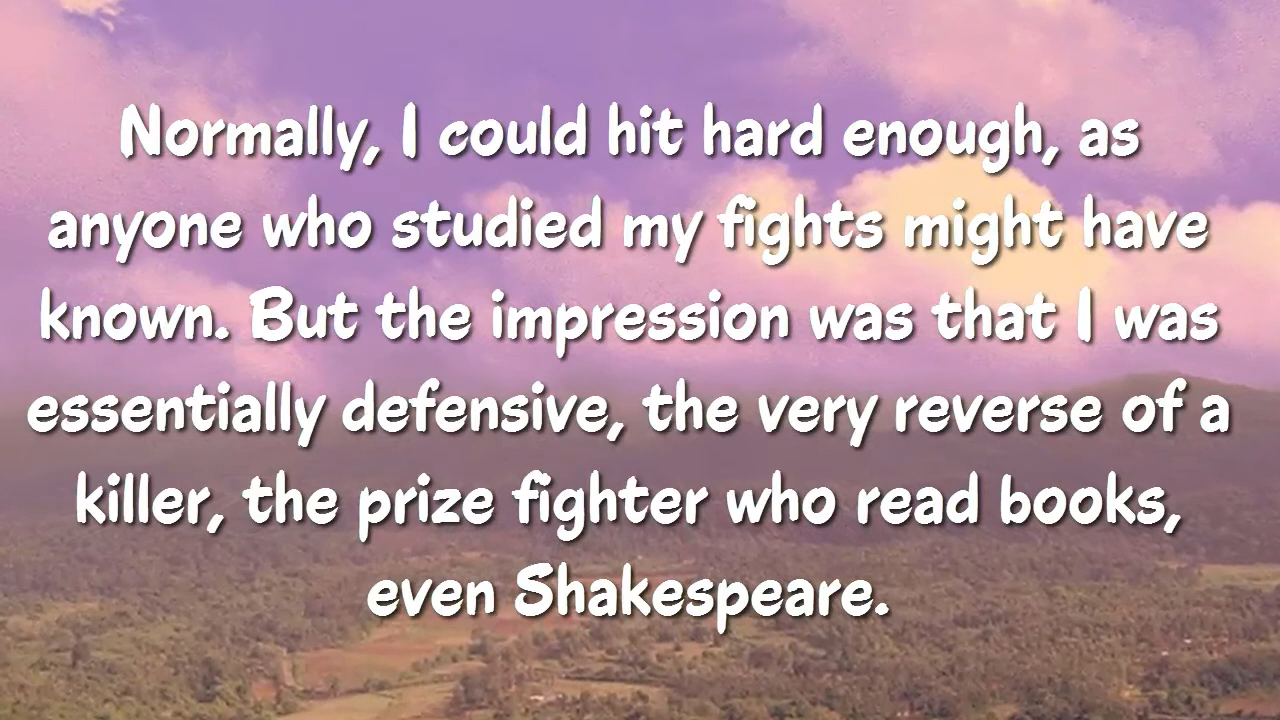 Normally, I could hit hard enough, as
anyone who studied my fights might have
known. But the impression was that I was
essentially defensive, the very reverse of a
killer, the prize fighter who read books,
even Shakespeare.